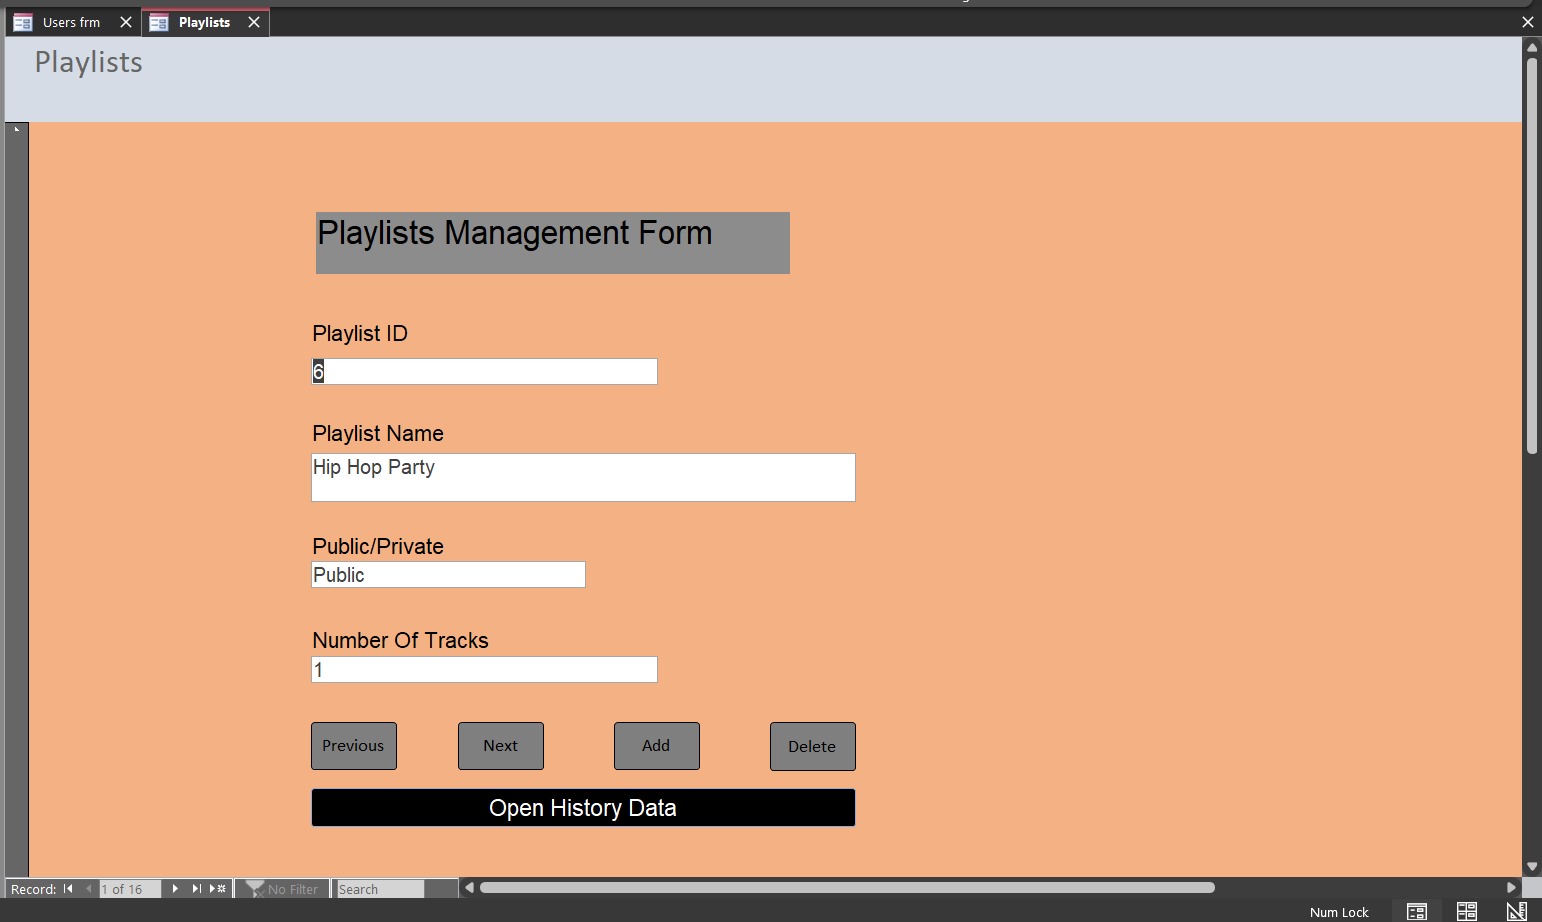 Users frm
Playlists
Playlists
Playlists Management Form
Playlist ID
6
Playlist Name
Hip Hop Party
Public/Private
Public
Number Of Tracks
1
Previous Next Add Delete
Open History Data
Record: 1 of 16 No Filter Search
Num Lock